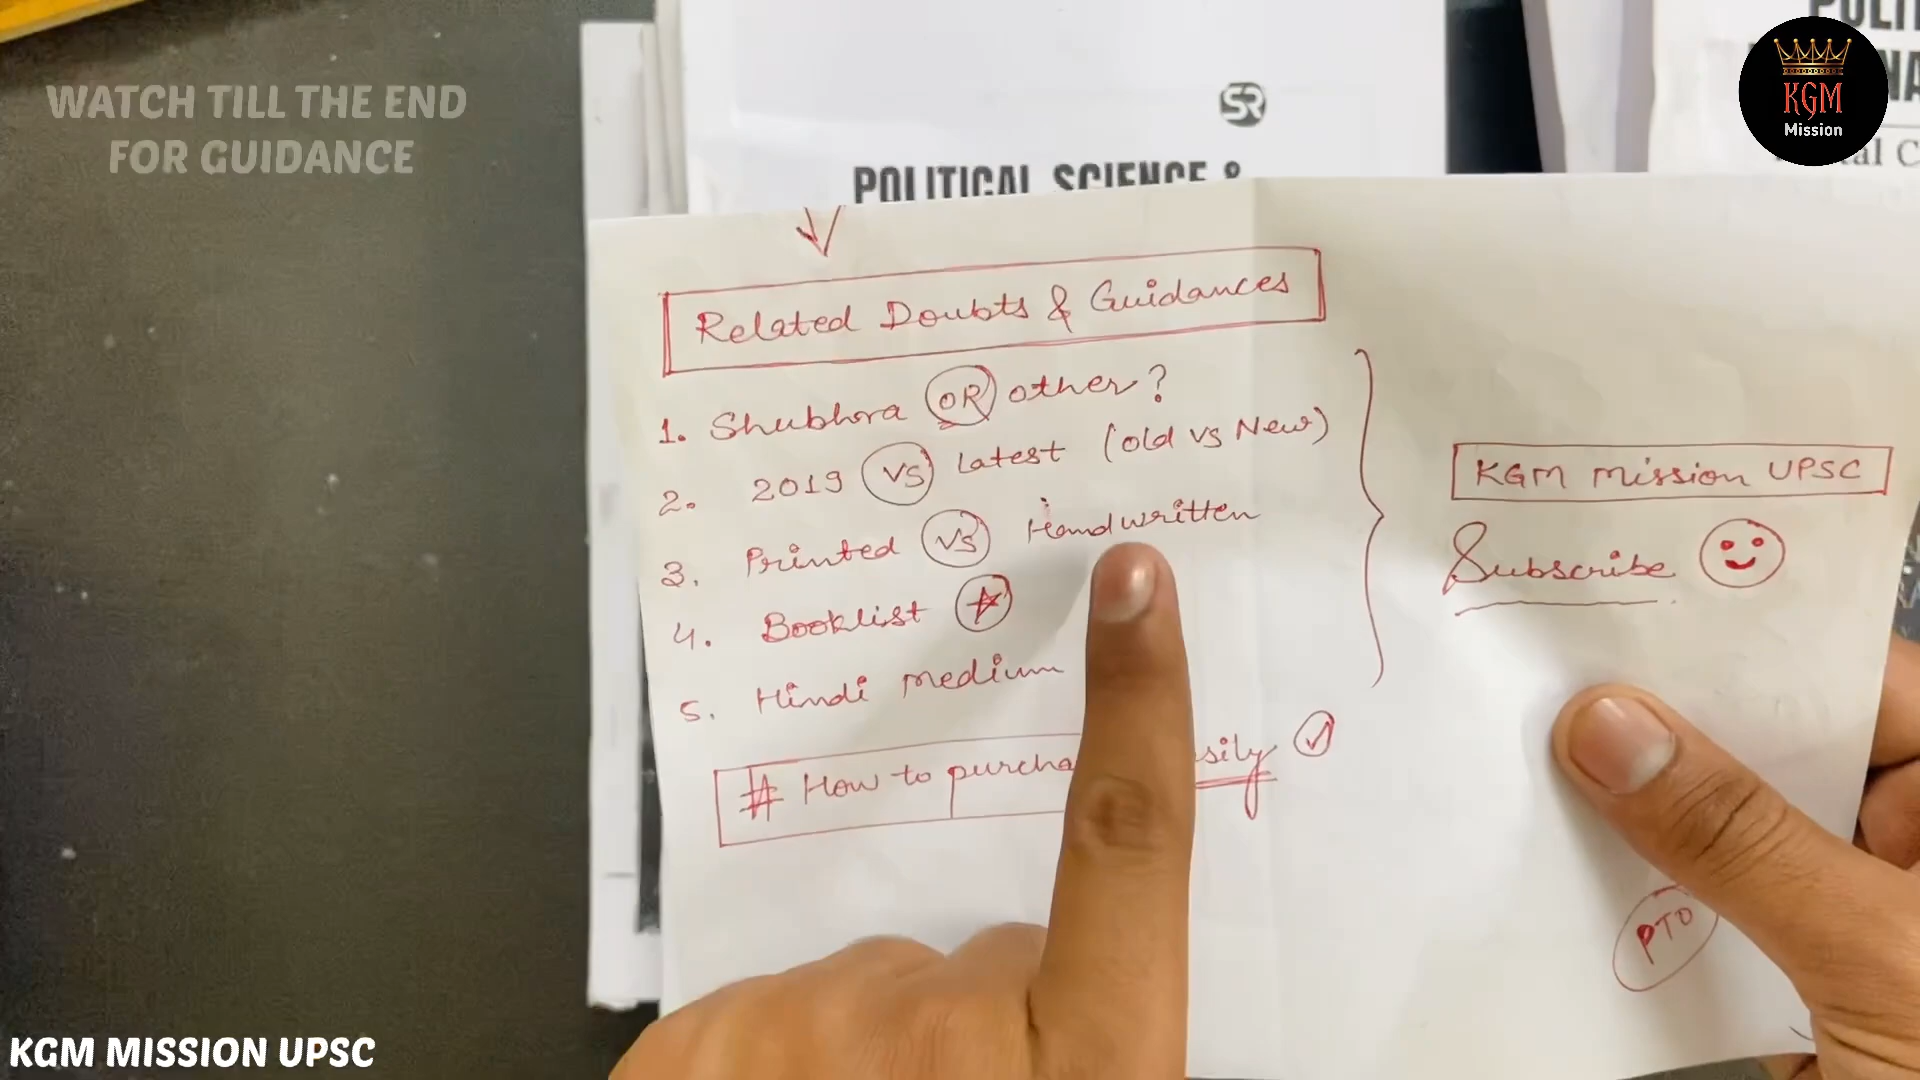 WATCH TILL THE END
FOR GUIDANCE
SR
POLITICAL SCIENCE &
KGM
Mission
Related Doubts & Guidances
1. Shubhra OR other?
2. 2019 VS Latest (old vs New)
3. Printed VS Handwritten
4. Booklist
5. Hindi medium
# How to
KGM Mission UPSC
Subscribe
PTO
KGM MISSION UPSC